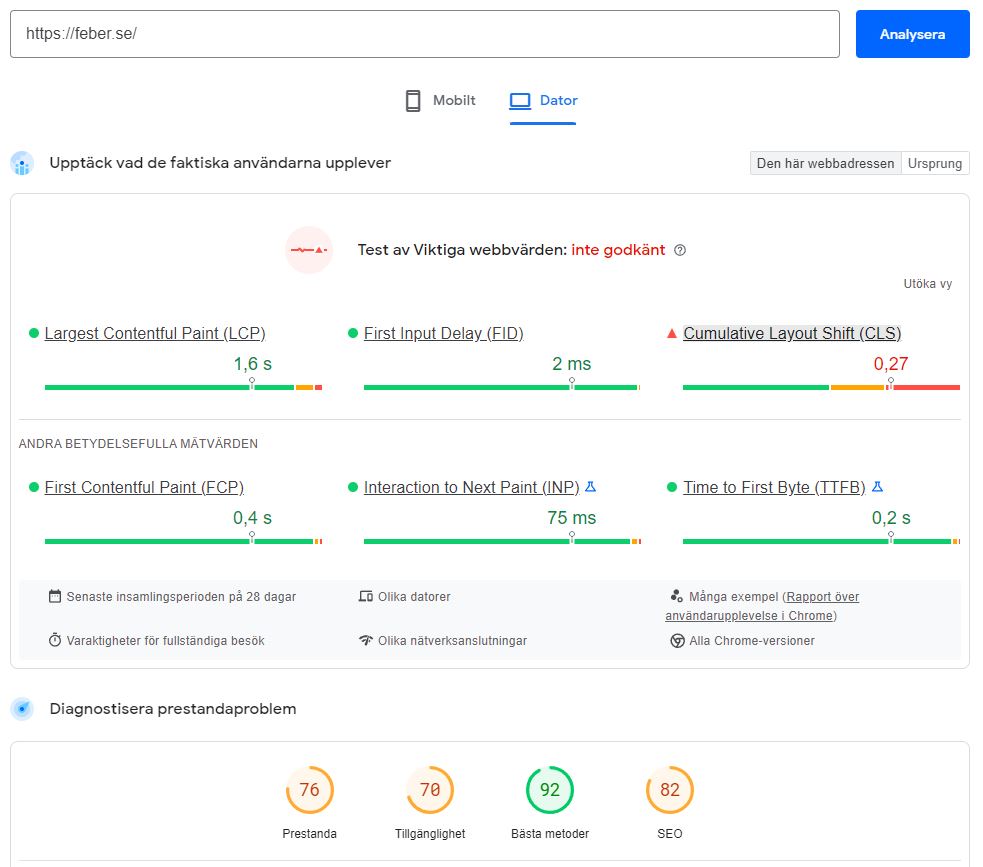 https://feber.se/
Analysera
Mobilt
Dator
Upptäck vad de faktiska användarna upplever
Den här webbadressen
Ursprung
Test av Viktiga webbvärden: inte godkänt
Utöka vy
Largest Contentful Paint (LCP)
1,6 s
First Input Delay (FID)
2 ms
Cumulative Layout Shift (CLS)
0,27
ANDRA BETYDELSEFULLA MÄTVÄRDEN
First Contentful Paint (FCP)
0,4 s
Interaction to Next Paint (INP)
75 ms
Time to First Byte (TTFB)
0,2 s
Senaste insamlingsperioden på 28 dagar
Olika datorer
Många exempel (Rapport över
användarupplevelse i Chrome)
Varaktigheter för fullständiga besök
Olika nätverksanslutningar
Alla Chrome-versioner
Diagnostisera prestandaproblem
76
Prestanda
70
Tillgänglighet
92
Bästa metoder
82
SEO